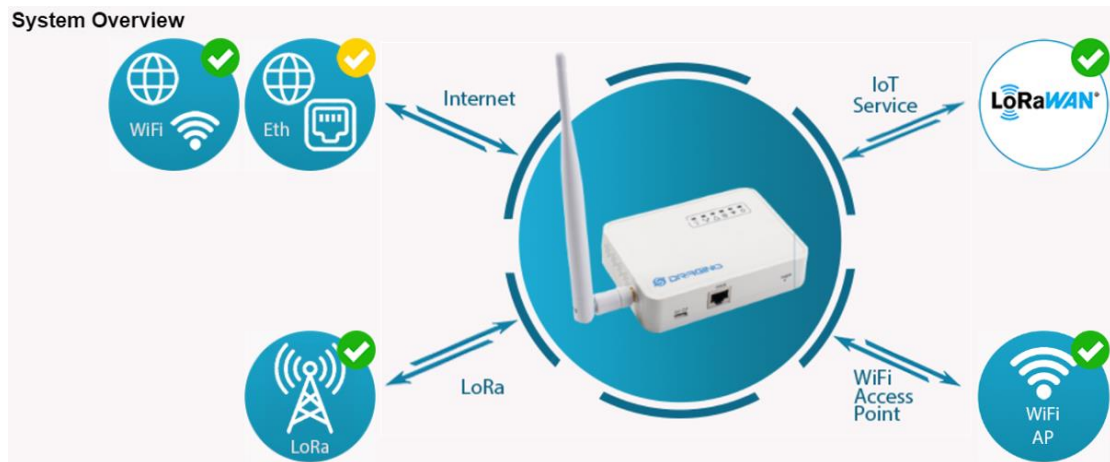 System Overview
WiFi
Eth
Internet
IoT
Service
LoRaWAN®
DRAGINO
LoRa
LoRa
WiFi
Access
Point
WiFi
AP